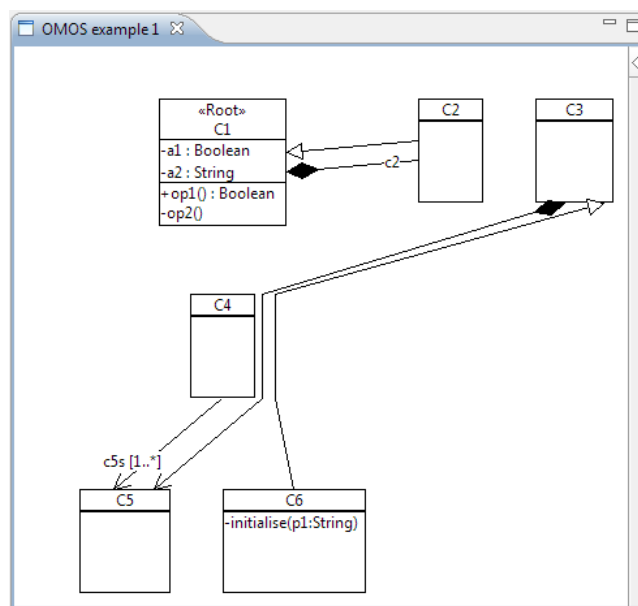 OMOS example 1
«Root»
C1
-a1 : Boolean
-a2 : String
+op1() : Boolean
-op2()
C2
C3
c2
C4
c5s [1..*]
C5
C6
-initialise(p1:String)